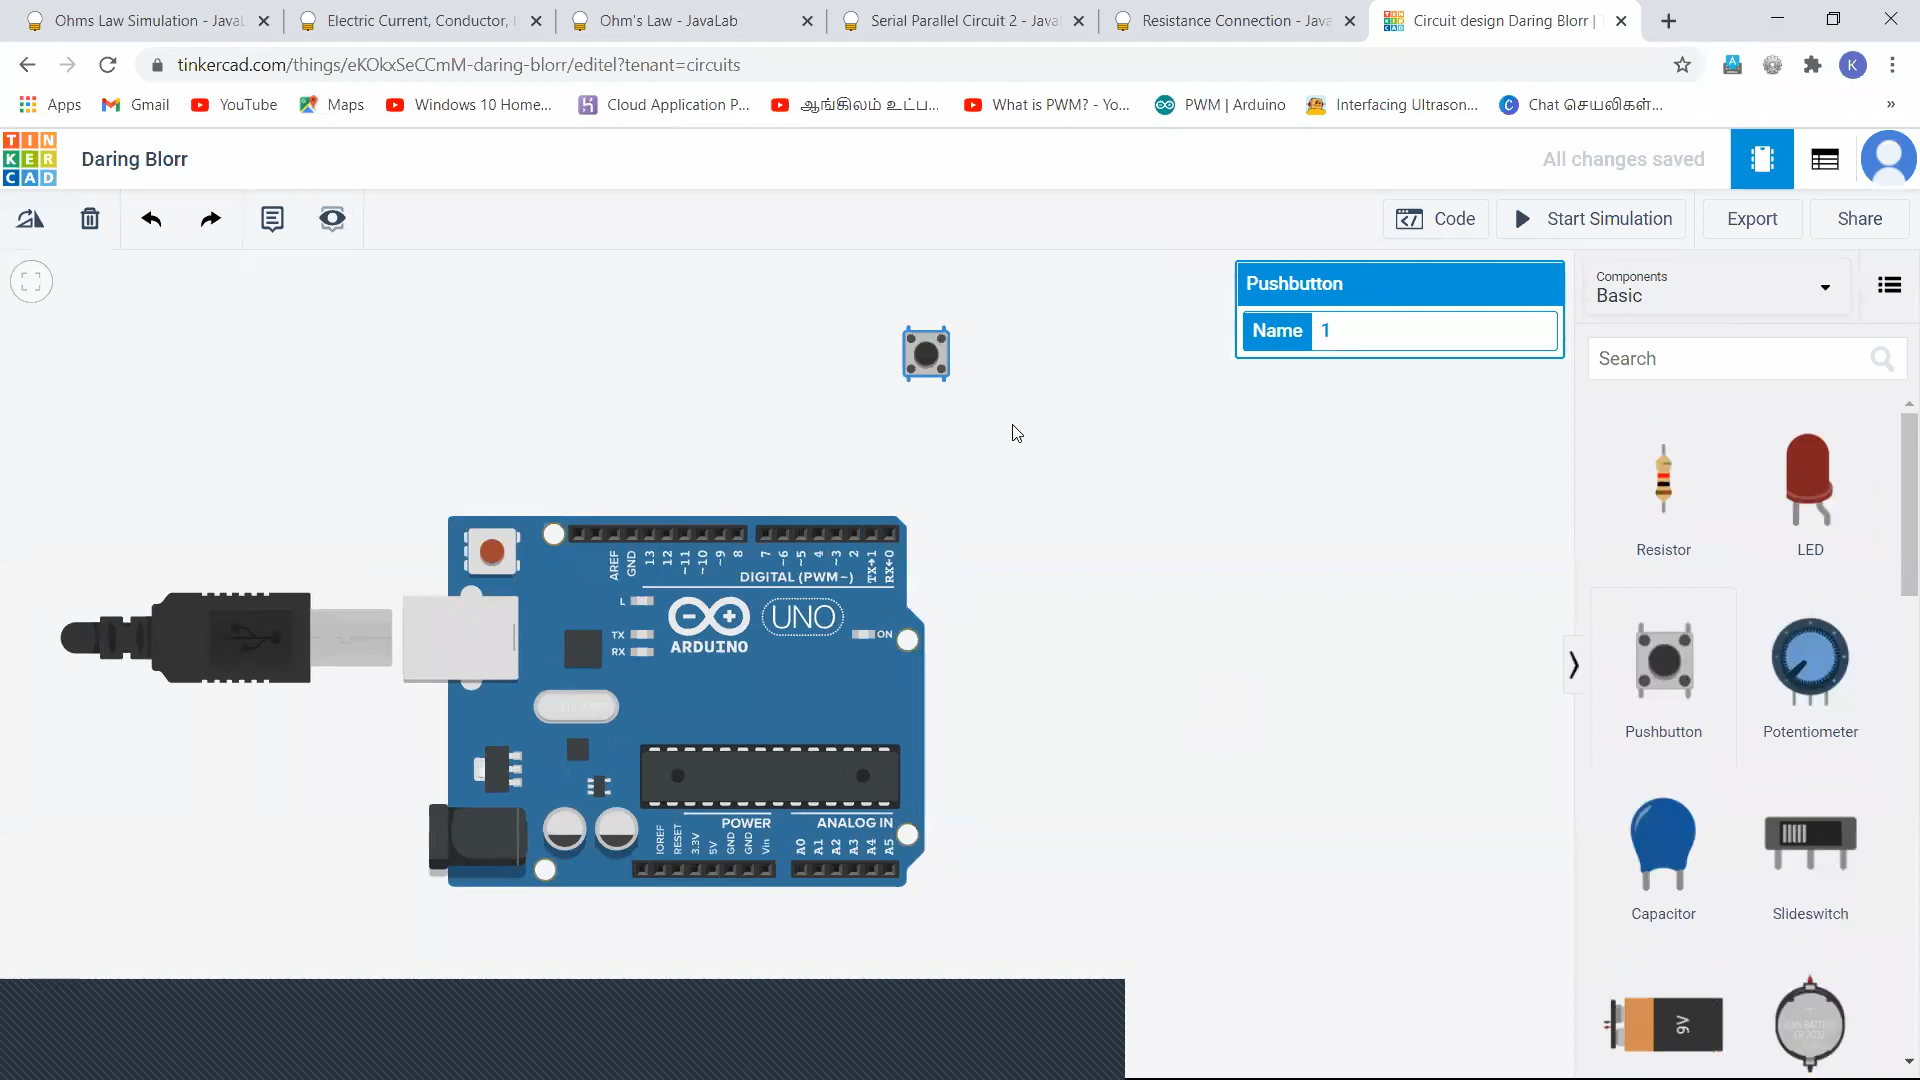 Ohms Law Simulation - JavaL
Electric Current, Conductor, I
Ohm's Law - JavaLab
Serial Parallel Circuit 2 - Java
Resistance Connection - Java
Circuit design Daring Blorr |
tinkercad.com/things/eKOkxSeCCmM-daring-blorr/editel?tenant=circuits
K
Apps
Gmail
YouTube
Maps
Windows 10 Home...
Cloud Application P...
ஆங்கிலம் உட்ப...
What is PWM? - Yo...
PWM | Arduino
Interfacing Ultrason...
Chat செயலிகள்...
»
TIN
KER
CAD
Daring Blorr
All changes saved
Code
Start Simulation
Export
Share
Pushbutton
Name 1
Components
Basic
Search
Resistor
LED
Pushbutton
Potentiometer
Capacitor
Slideswitch
9V
AREF
GND
13
12
~11
~10
~9
8
7
~6
~5
4
~3
2
TX→1
RX←0
DIGITAL (PWM~)
L
TX
RX
ARDUINO
UNO
ON
POWER
ANALOG IN
IOREF
RESET
3.3V
5V
GND
GND
Vin
A0
A1
A2
A3
A4
A5